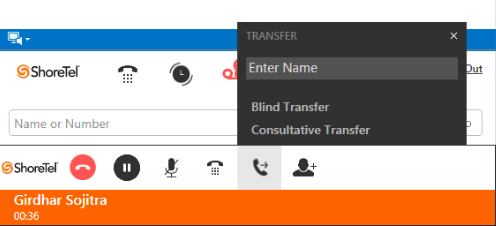 TRANSFER ×
ShoreTel
Enter Name
Out
Name or Number
Blind Transfer
Consultative Transfer
ShoreTel
Girdhar Sojitra
00:36